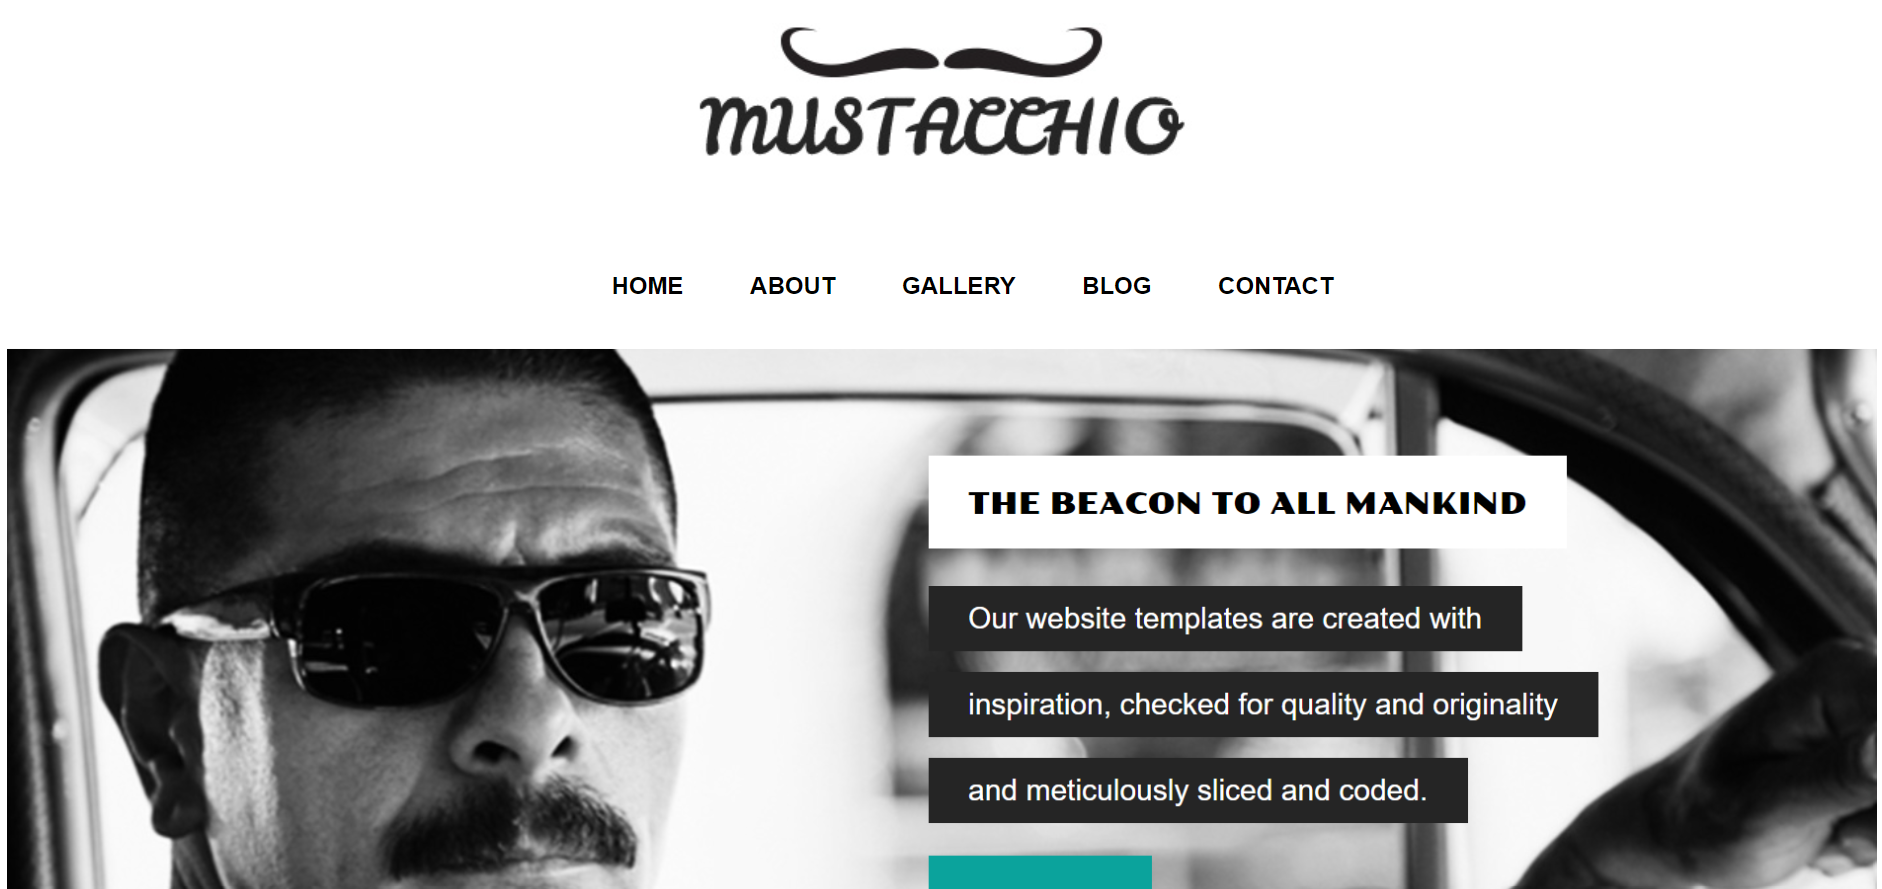 MUSTACCHIO
HOME ABOUT GALLERY BLOG CONTACT
THE BEACON TO ALL MANKIND
Our website templates are created with
inspiration, checked for quality and originality
and meticulously sliced and coded.